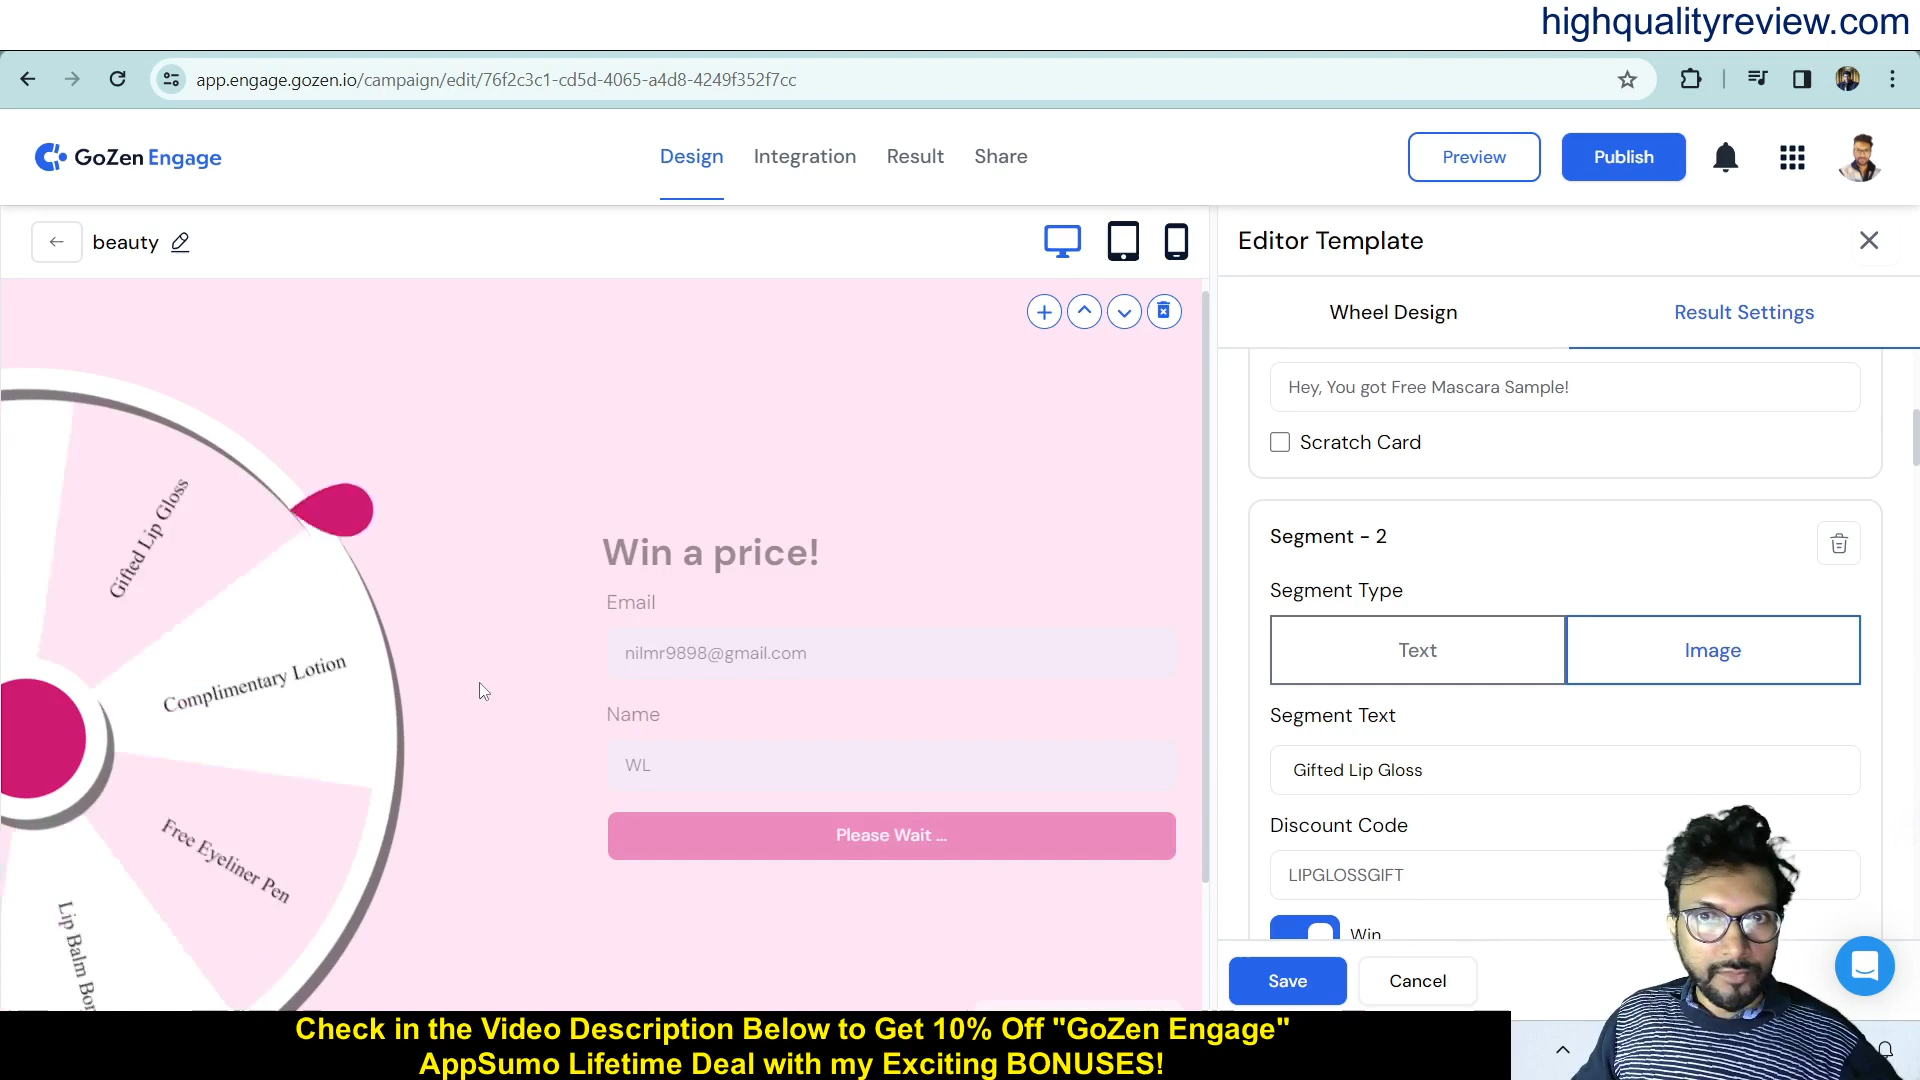 highqualityreview.com
app.engage.gozen.io/campaign/edit/76f2c3c1-cd5d-4065-a4d8-4249f352f7cc
GoZen Engage
Design
Integration
Result
Share
Preview
Publish
beauty
Editor Template
Wheel Design
Result Settings
Hey, You got Free Mascara Sample!
Scratch Card
Segment - 2
Segment Type
Text
Image
Segment Text
Gifted Lip Gloss
Discount Code
LIPGLOSSGIFT
Win
Save
Cancel
Gifted Lip Gloss
Complimentary Lotion
Free Eyeliner Pen
Lip Balm
Win a price!
Email
nilmr9898@gmail.com
Name
WL
Please Wait ...
Check in the Video Description Below to Get 10% Off "GoZen Engage"
AppSumo Lifetime Deal with my Exciting BONUSES!